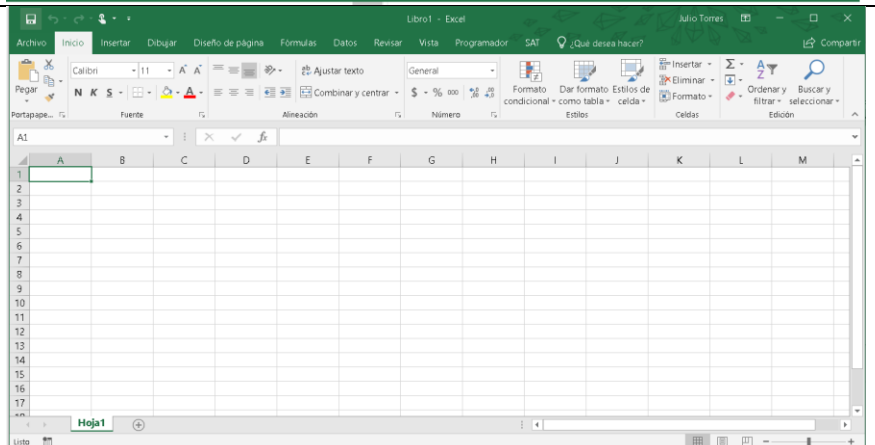 Libro1 - Excel
Julio Torres
Archivo Inicio Insertar Dibujar Diseño de página Fórmulas Datos Revisar Vista Programador SAT ¿Qué desea hacer? Compartir
Pegar
Calibri 11 A A
N K S A
Ajustar texto
Combinar y centrar
General
$ - % 000
Formato condicional
Dar formato como tabla
Estilos de celda
Insertar
Eliminar
Formato
Σ
Ordenar y filtrar
Buscar y seleccionar
Portapape... Fuente Alineación Número Estilos Celdas Edición
A1 fx
A B C D E F G H I J K L M
1
2
3
4
5
6
7
8
9
10
11
12
13
14
15
16
17
Hoja1
Listo